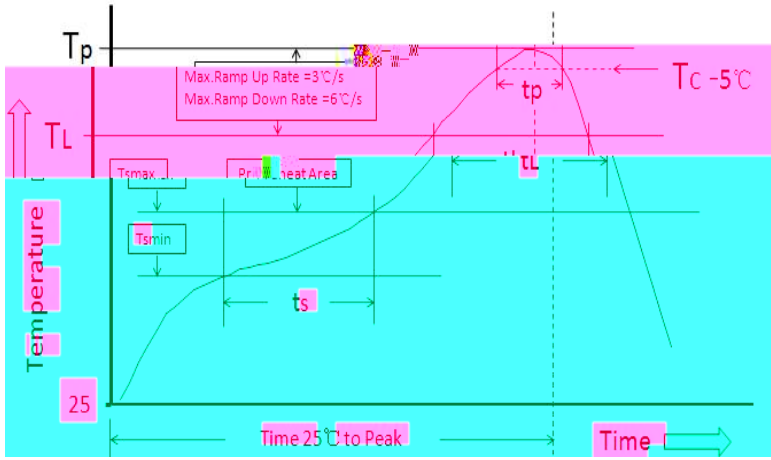 Tp
Max.Ramp Up Rate =3℃/s
Max.Ramp Down Rate =6℃/s
TC -5℃
tp
TL
tL
Tsmax
Area
Tsmin
ts
Temperature
25
Time 25℃ to Peak
Time